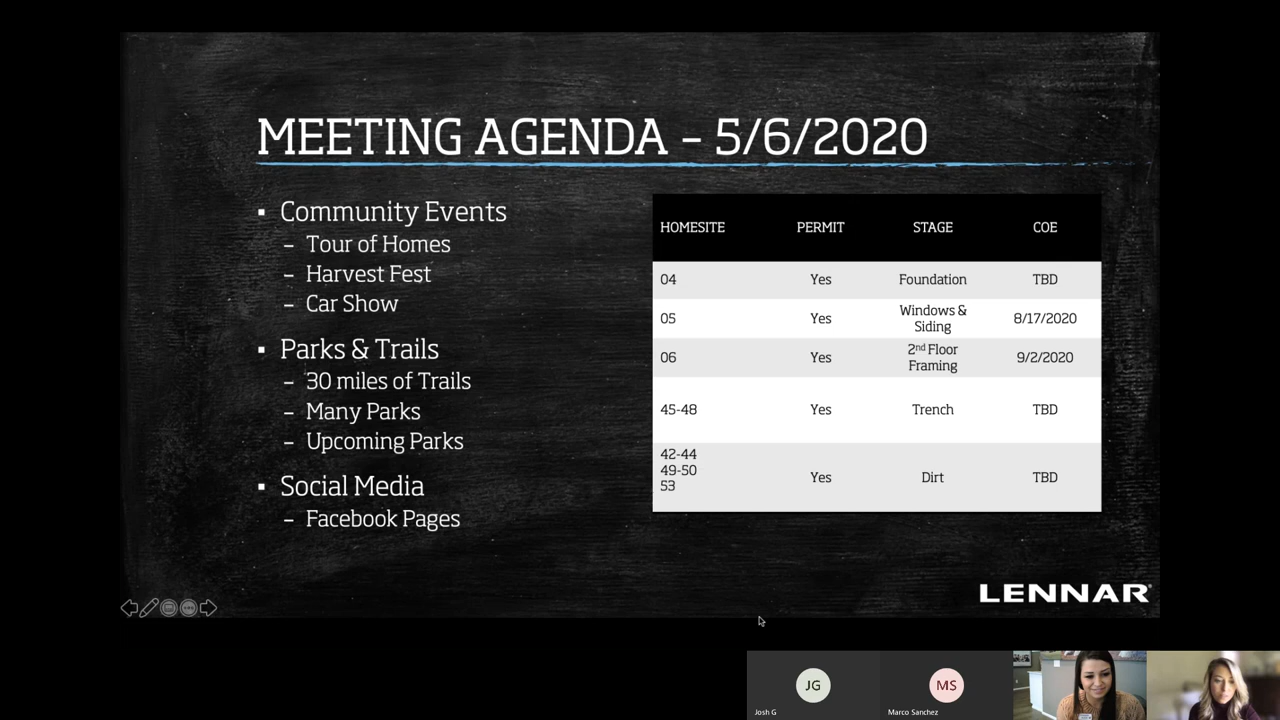 MEETING AGENDA – 5/6/2020
▪ Community Events
– Tour of Homes
– Harvest Fest
– Car Show
▪ Parks & Trails
– 30 miles of Trails
– Many Parks
– Upcoming Parks
▪ Social Media
– Facebook Pages
HOMESITE PERMIT STAGE COE
04 Yes Foundation TBD
05 Yes Windows & Siding 8/17/2020
06 Yes 2nd Floor Framing 9/2/2020
45-48 Yes Trench TBD
42-44
49-50
53 Yes Dirt TBD
LENNAR
JG
Josh G
MS
Marco Sanchez